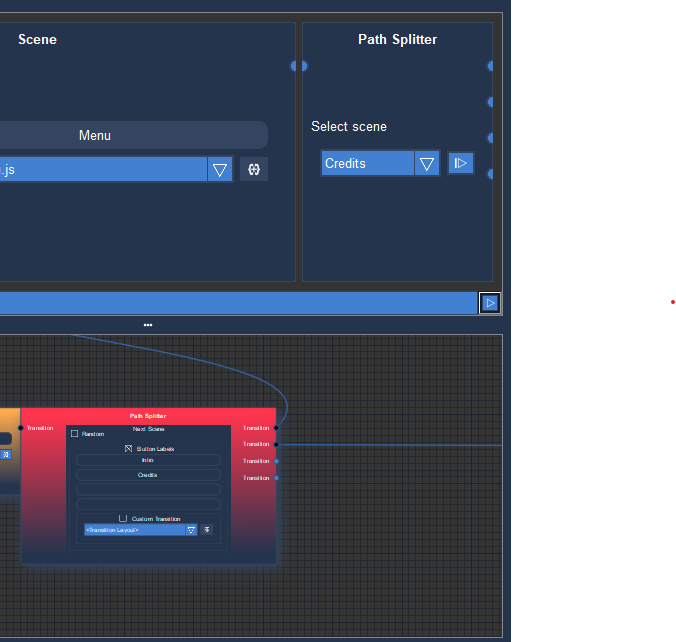 Scene
Path Splitter
Select scene
Menu
.js
Credits
Path Splitter
Transition
Next Scene
Transition
Random
Transition
Button Labels
Intro
Transition
Credits
Transition
Custom Transition
<Transition Layout>